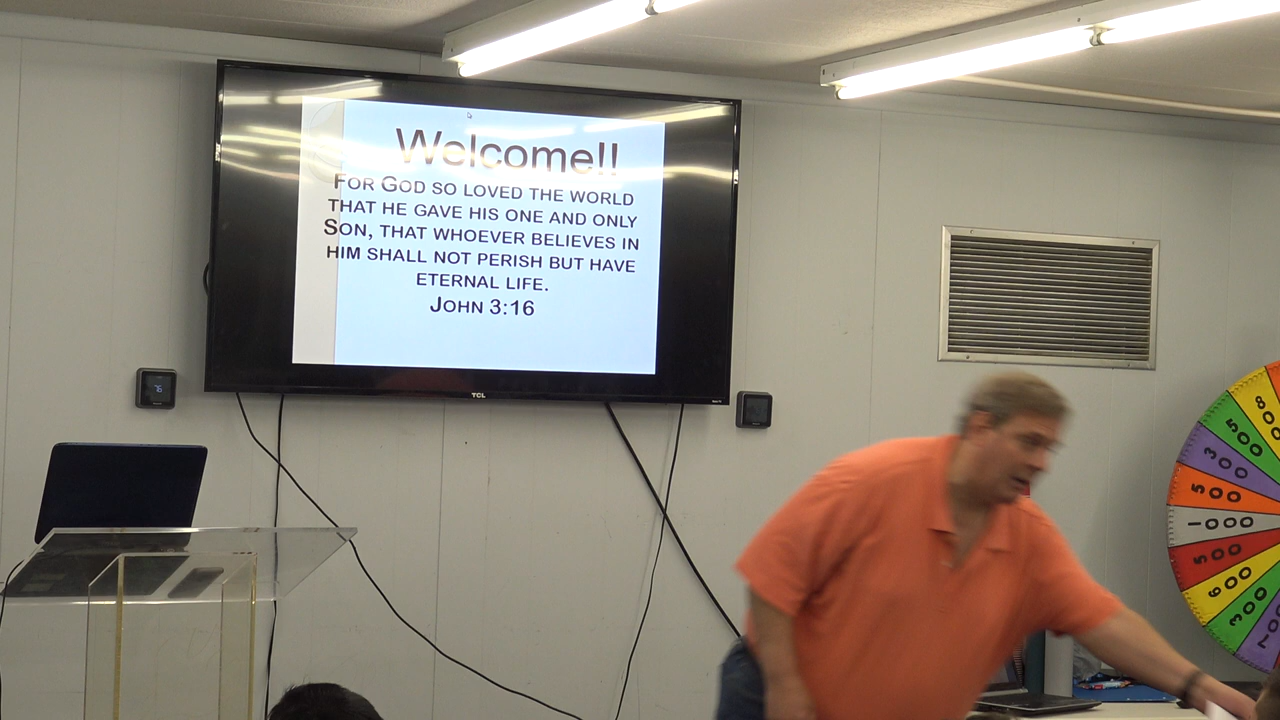 Welcome!!
FOR GOD SO LOVED THE WORLD
THAT HE GAVE HIS ONE AND ONLY
SON, THAT WHOEVER BELIEVES IN
HIM SHALL NOT PERISH BUT HAVE
ETERNAL LIFE.
JOHN 3:16
TCL
76
800
500
300
500
1000
500
600
300
700